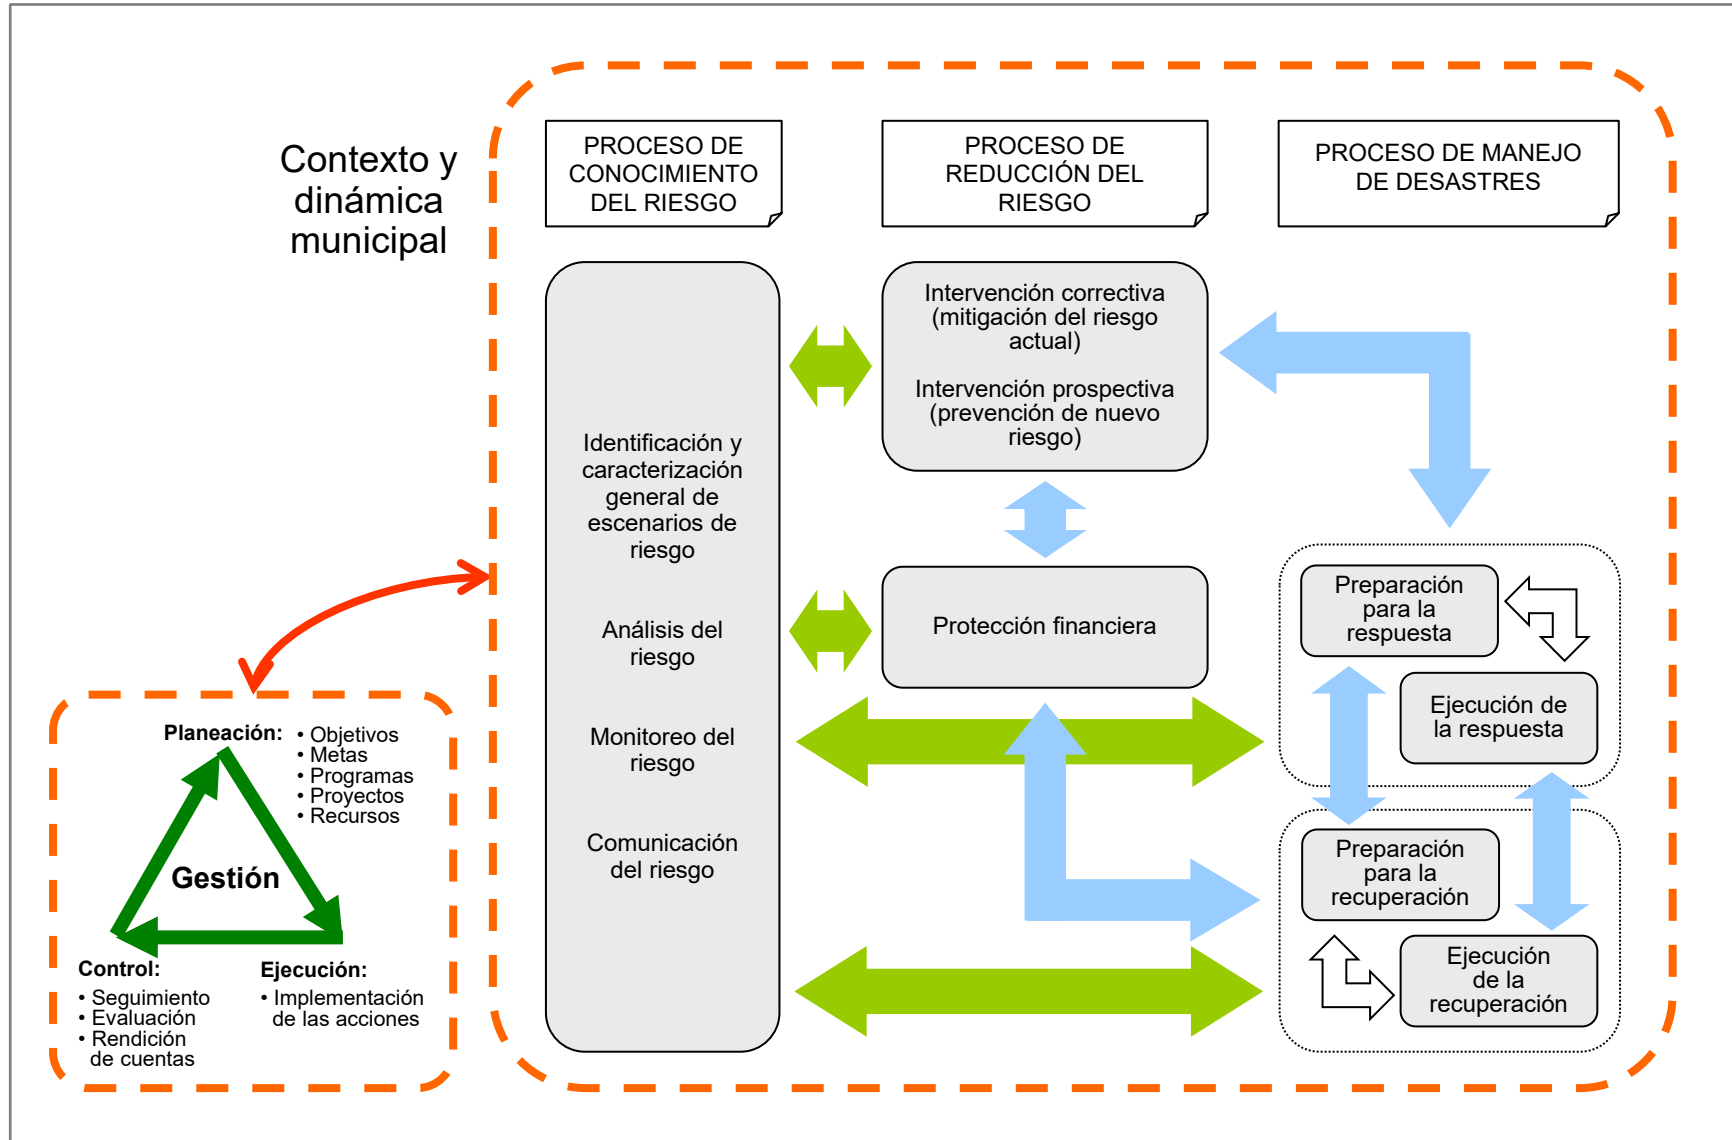 Contexto y
dinámica
municipal
PROCESO DE
CONOCIMIENTO
DEL RIESGO
PROCESO DE
REDUCCIÓN DEL
RIESGO
PROCESO DE MANEJO
DE DESASTRES
Identificación y
caracterización
general de
escenarios de
riesgo
Análisis del
riesgo
Monitoreo del
riesgo
Comunicación
del riesgo
Intervención correctiva
(mitigación del riesgo
actual)
Intervención prospectiva
(prevención de nuevo
riesgo)
Protección financiera
Preparación
para la
respuesta
Ejecución de
la respuesta
Preparación
para la
recuperación
Ejecución
de la
recuperación
Planeación:
• Objetivos
• Metas
• Programas
• Proyectos
• Recursos
Gestión
Control:
• Seguimiento
• Evaluación
• Rendición
de cuentas
Ejecución:
• Implementación
de las acciones